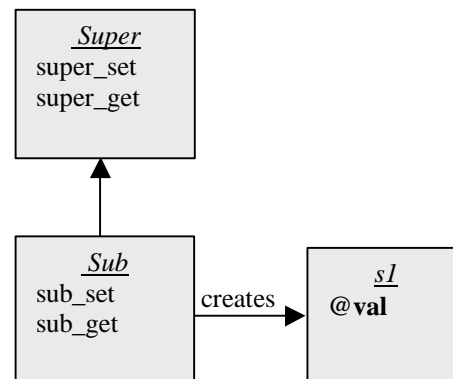 Super
super_set
super_get
Sub
sub_set
sub_get
creates
s1
@val